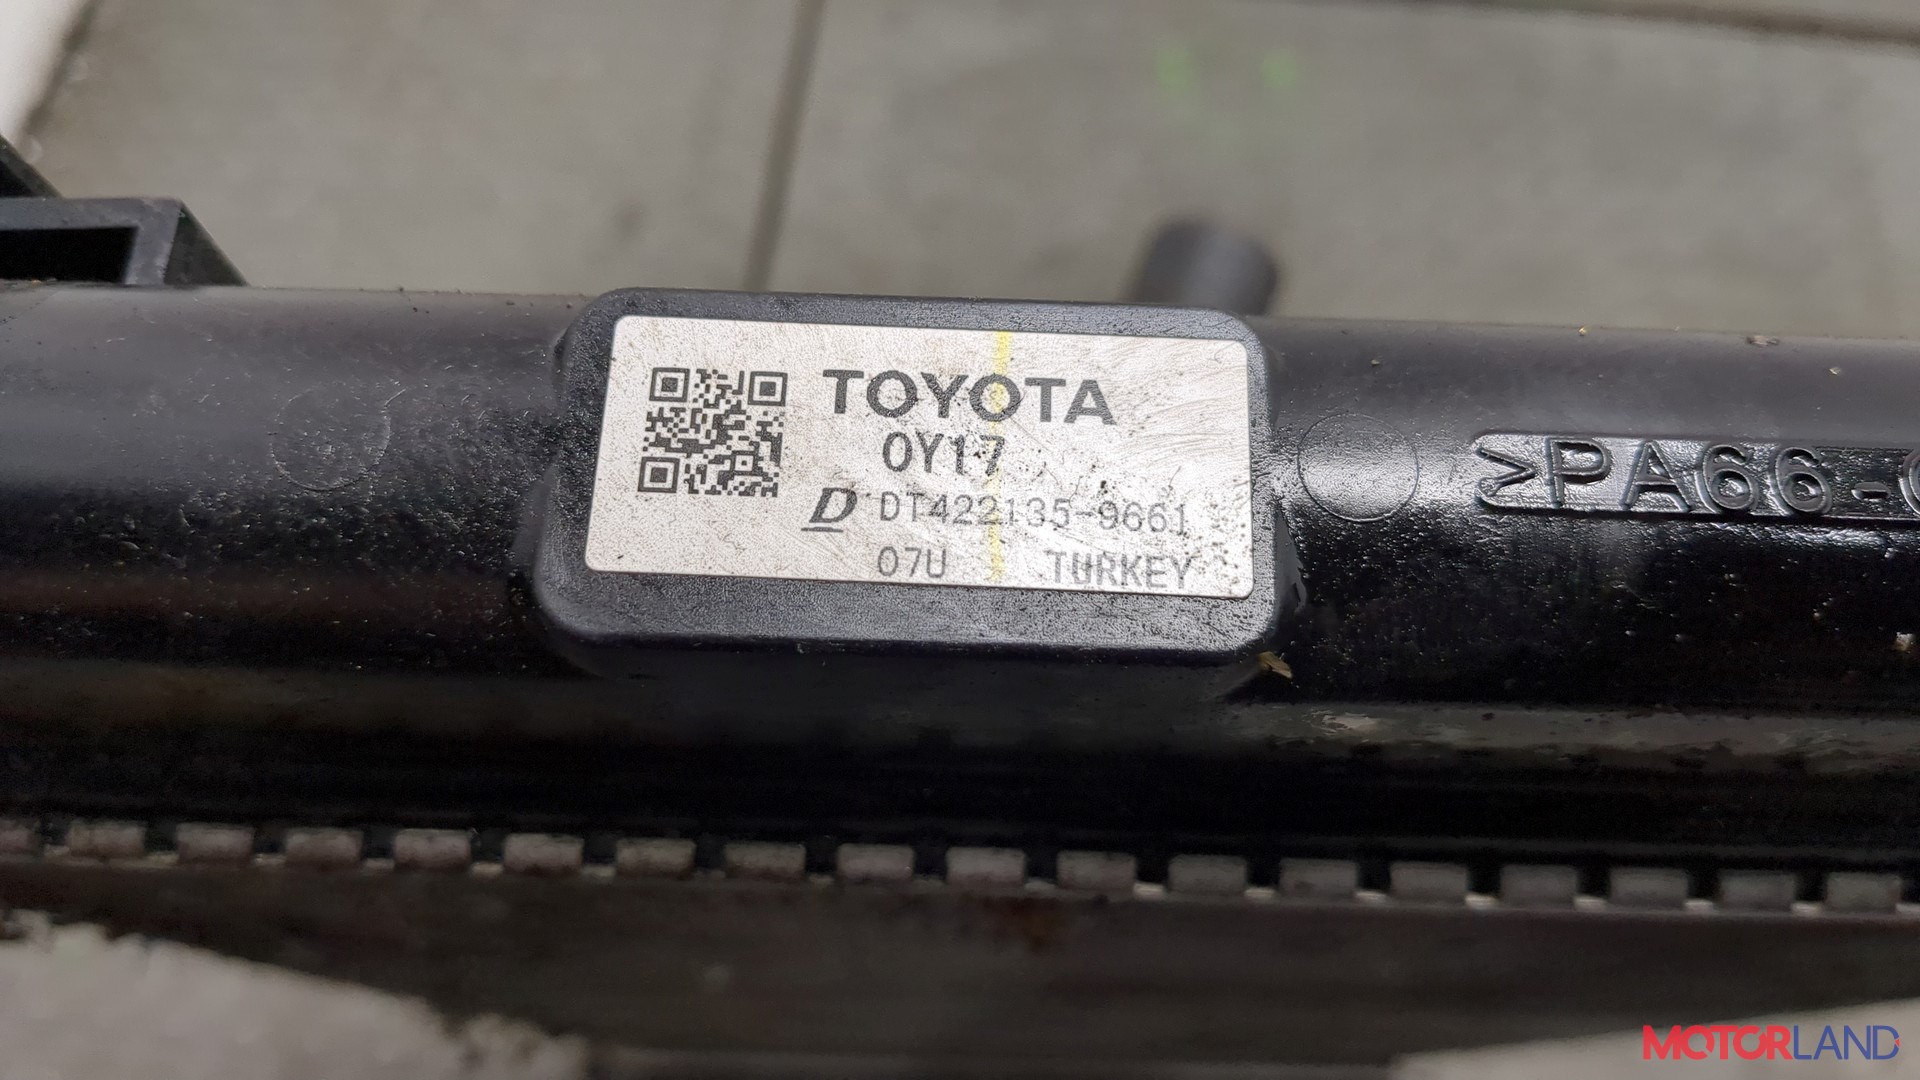 TOYOTA
0Y17
D DT422135-9661
07U TURKEY
>PA66-
MOTORLAND